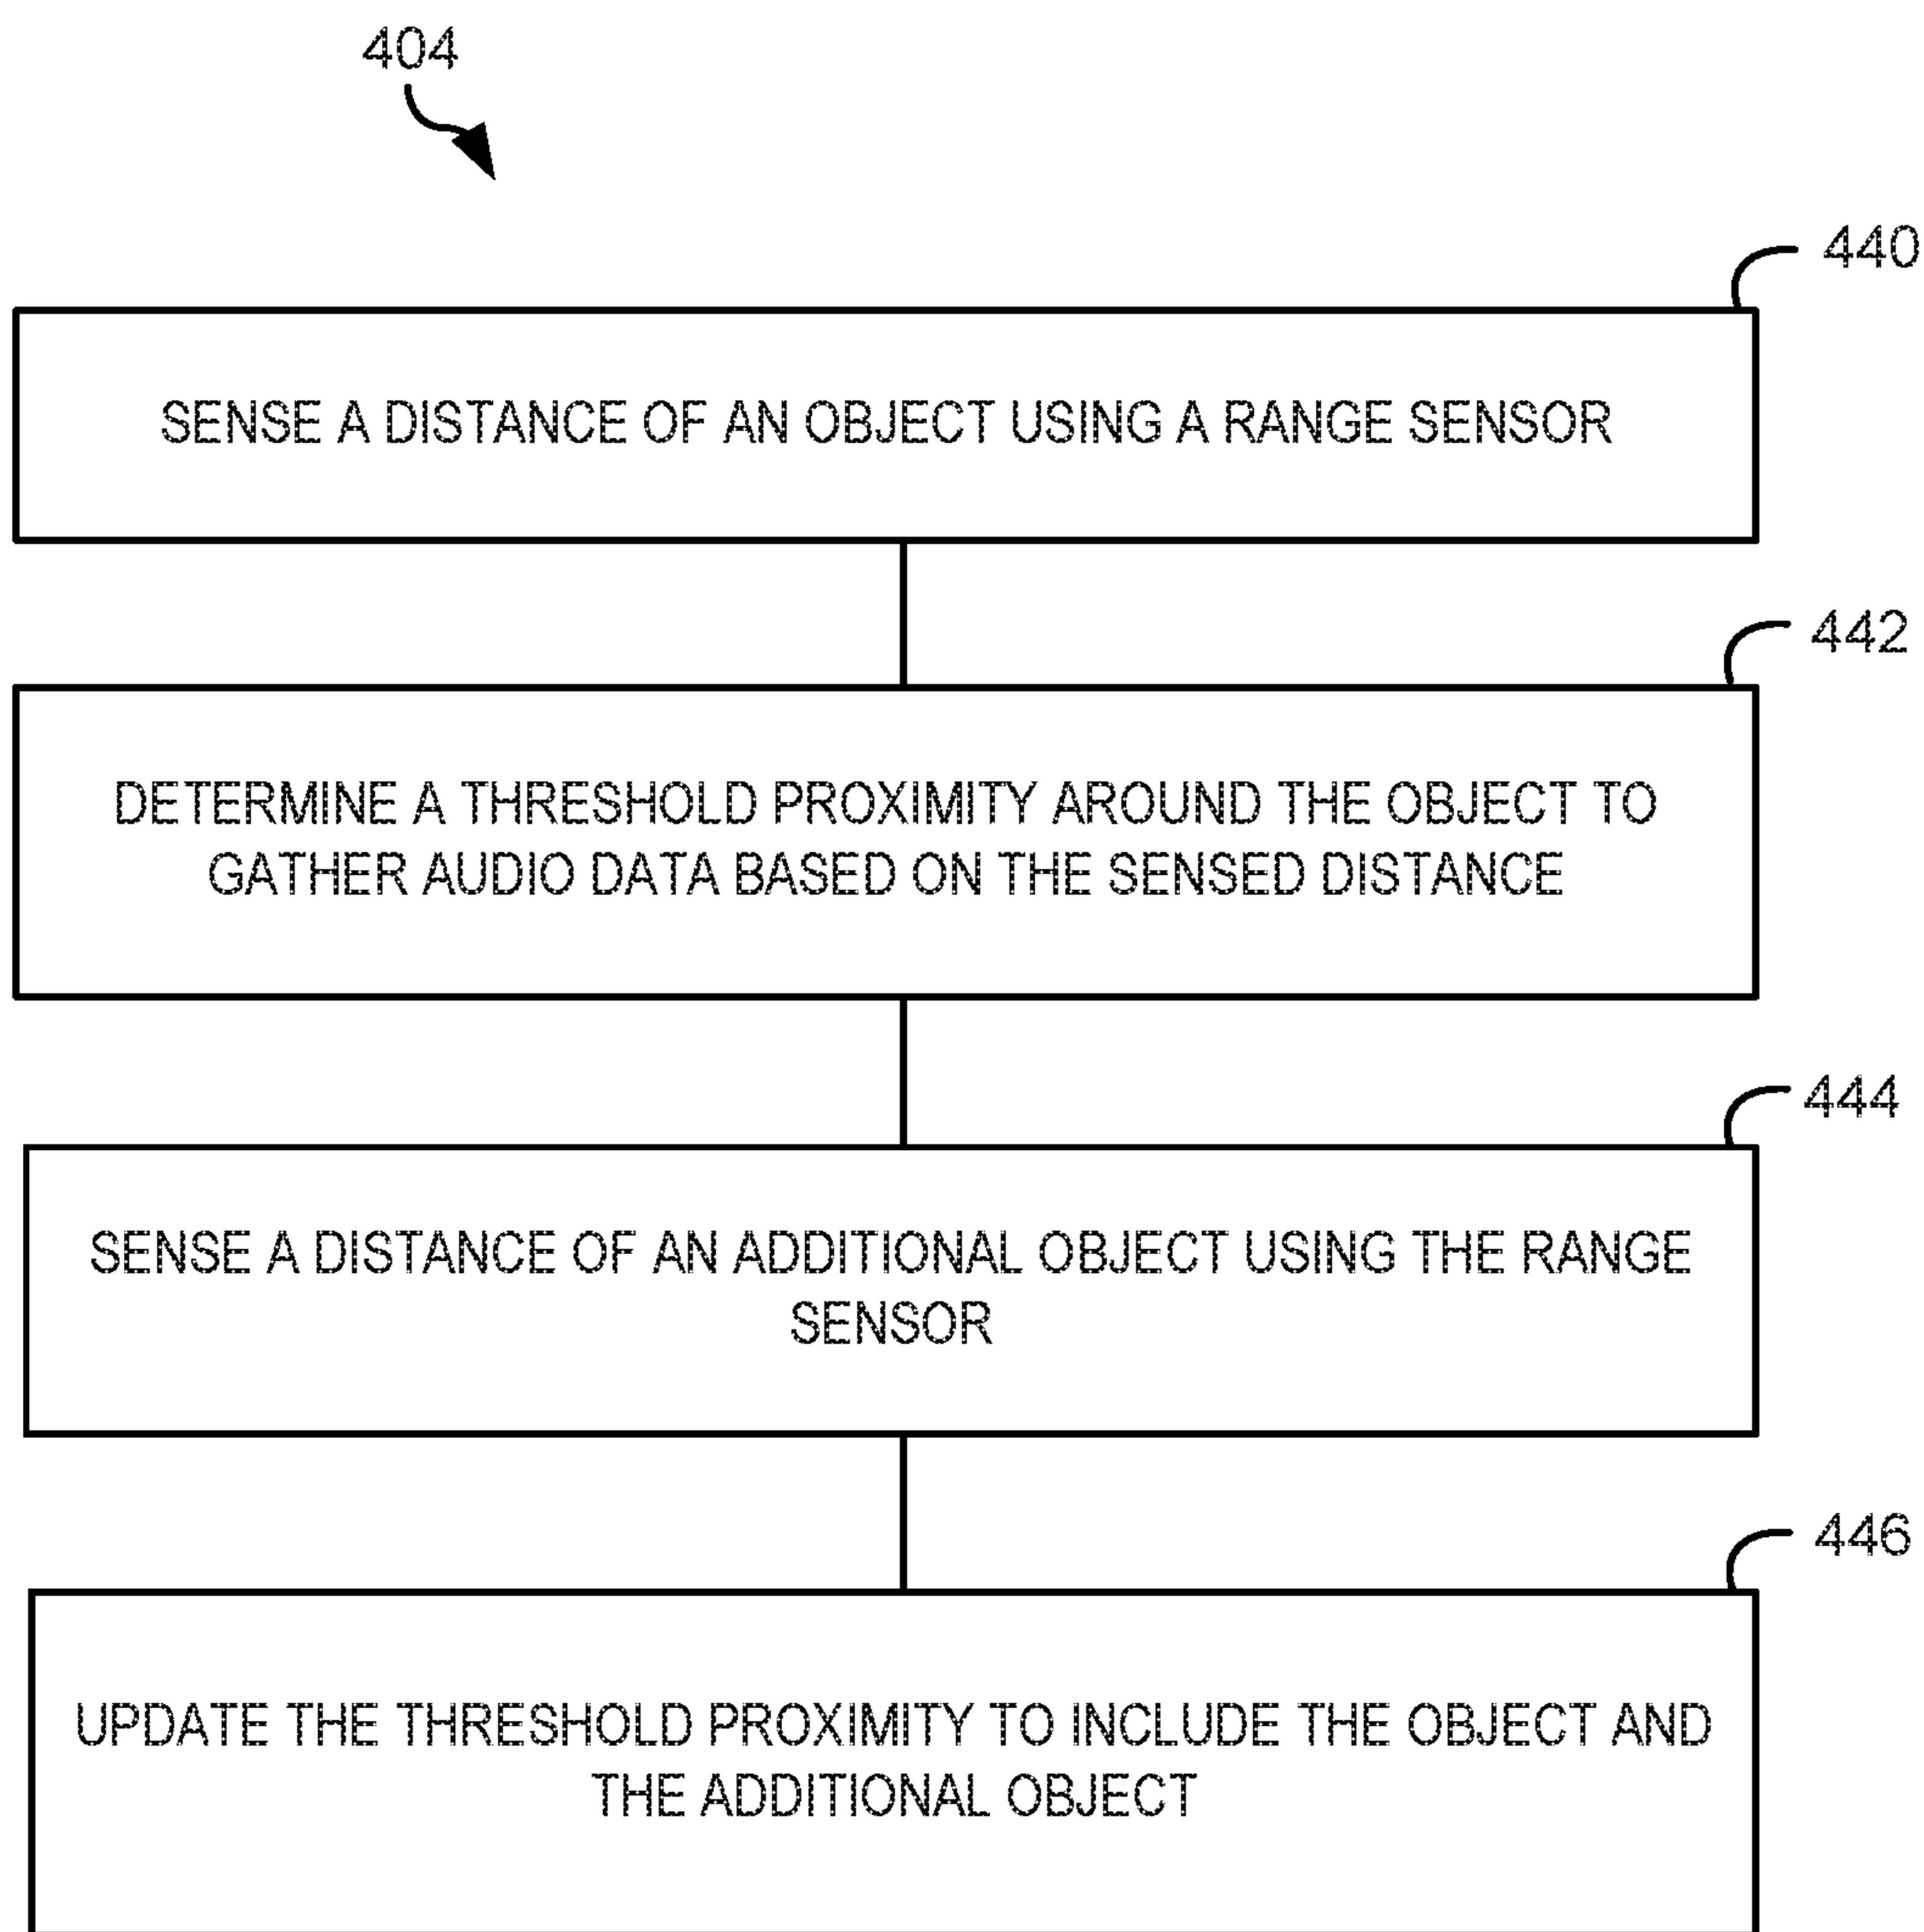 404
440
SENSE A DISTANCE OF AN OBJECT USING A RANGE SENSOR
442
DETERMINE A THRESHOLD PROXIMITY AROUND THE OBJECT TO
GATHER AUDIO DATA BASED ON THE SENSED DISTANCE
444
SENSE A DISTANCE OF AN ADDITIONAL OBJECT USING THE RANGE
SENSOR
446
UPDATE THE THRESHOLD PROXIMITY TO INCLUDE THE OBJECT AND
THE ADDITIONAL OBJECT